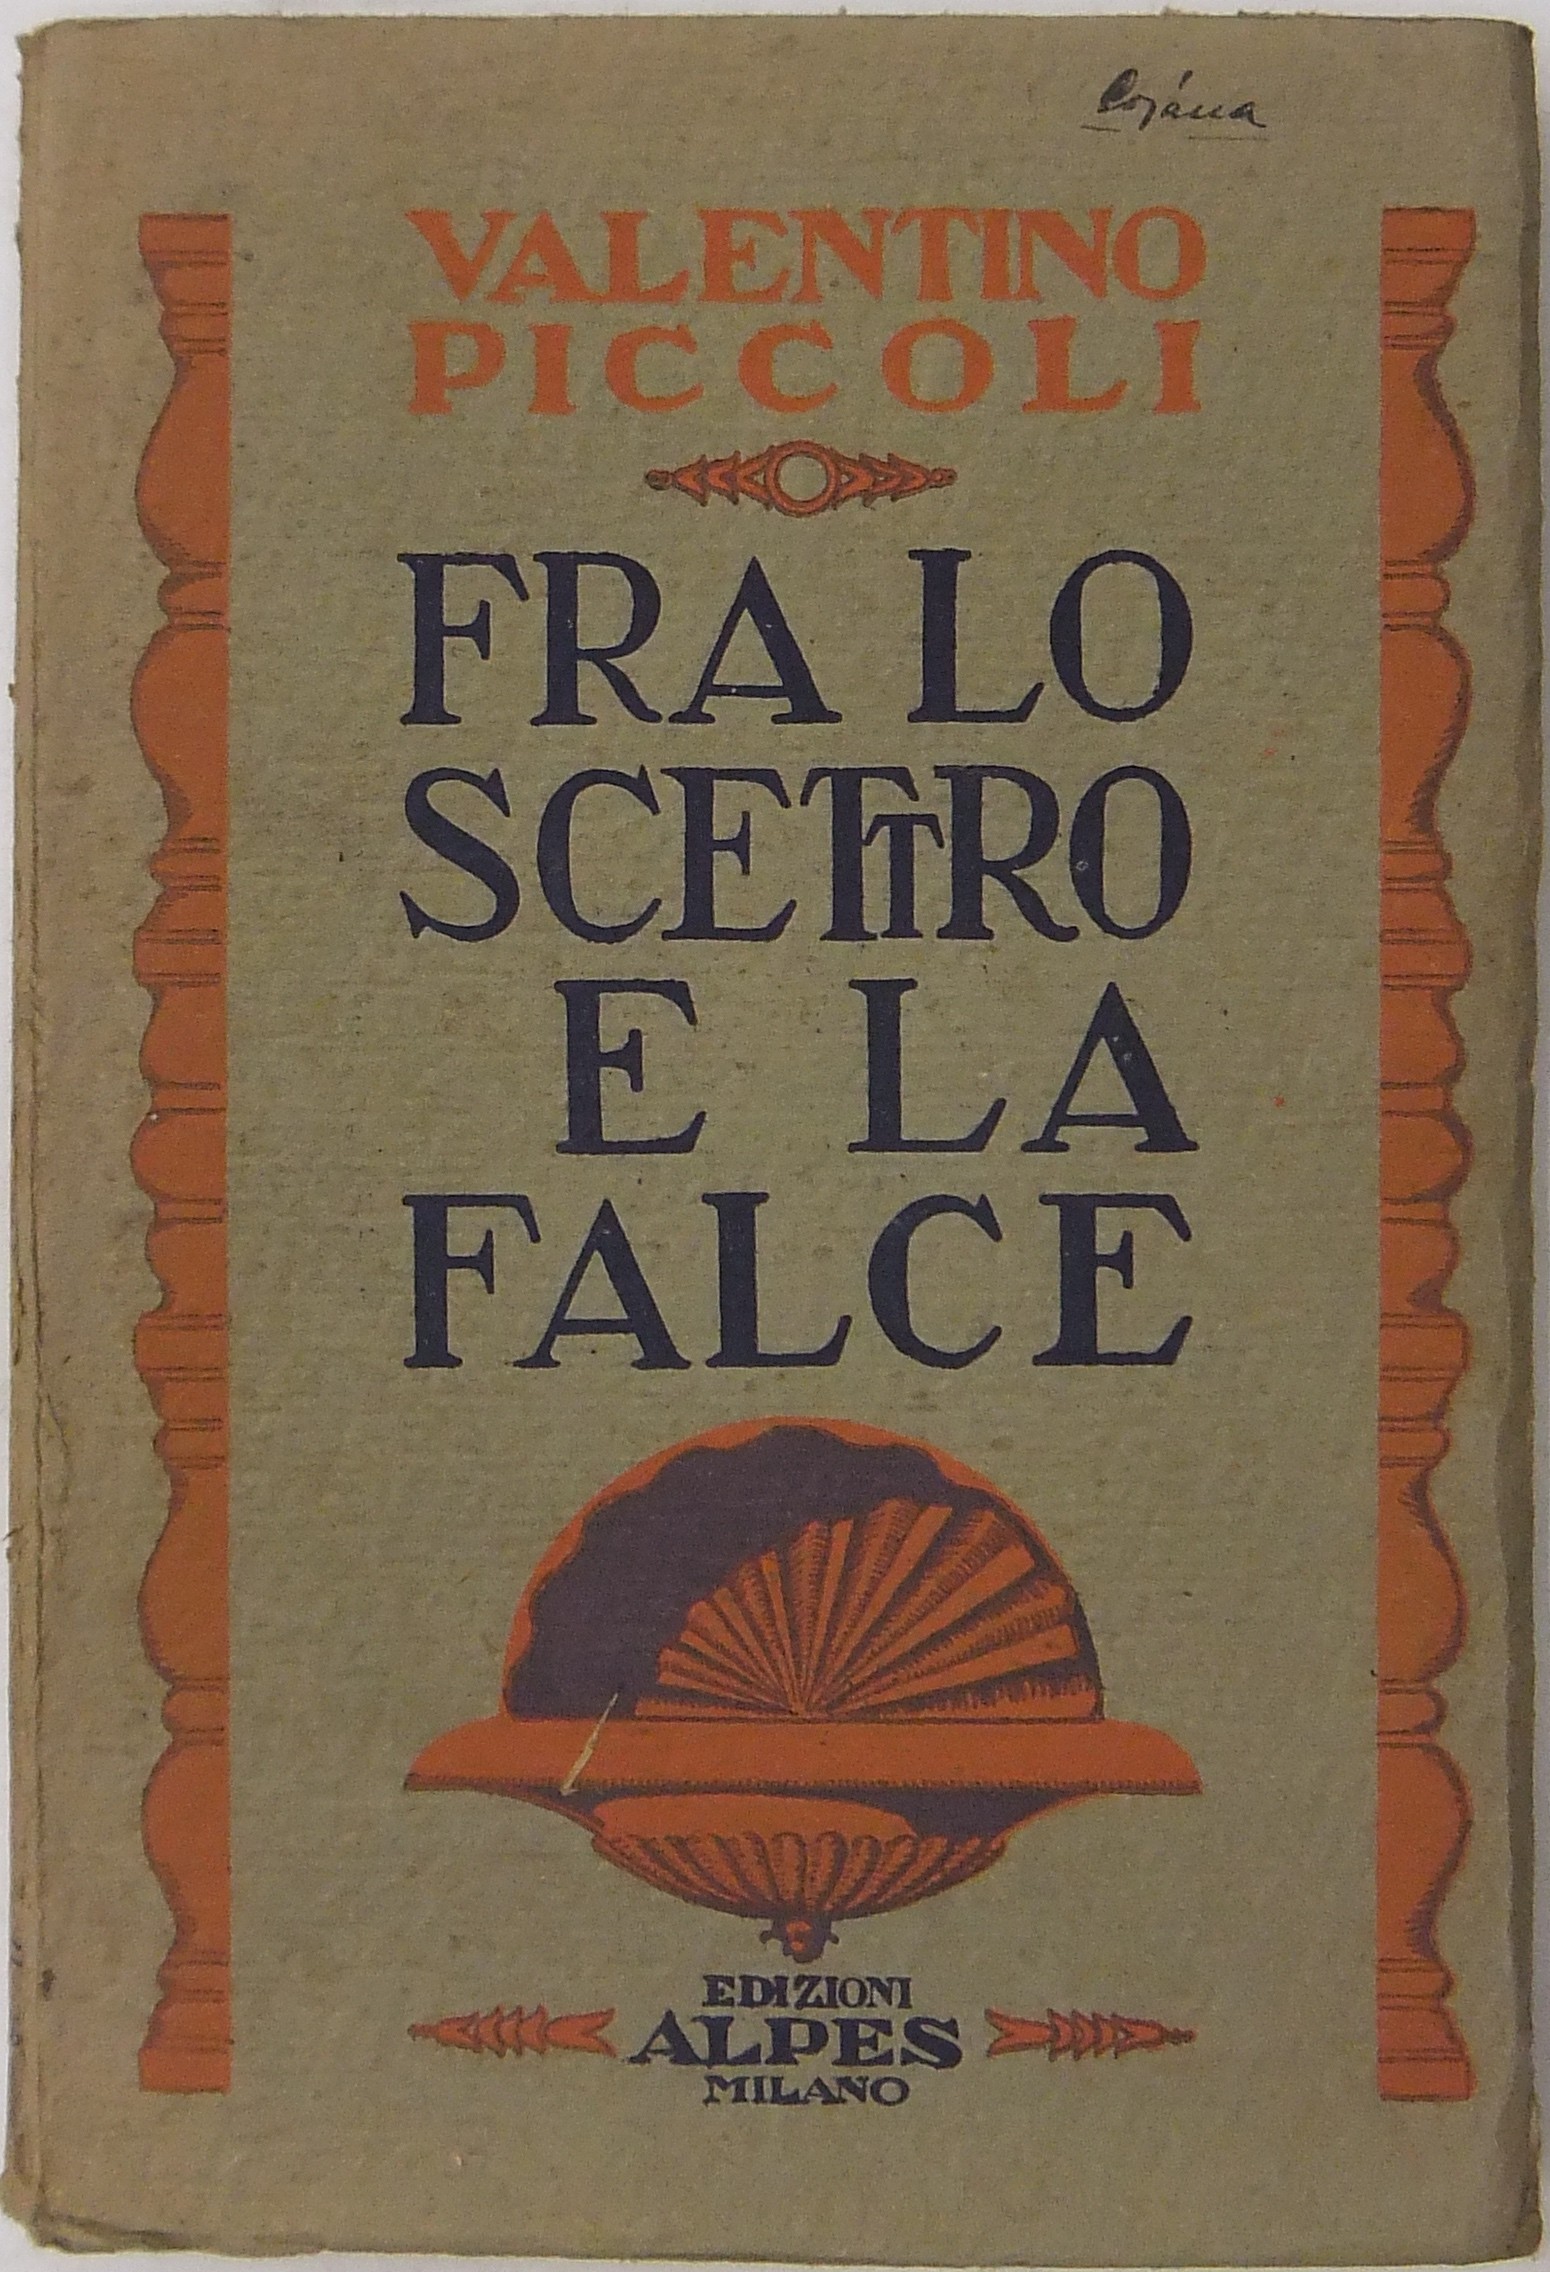 VALENTINO
PICCOLI
FRA LO
SCETTRO
E LA
FALCE
EDIZIONI
ALPES
MILANO